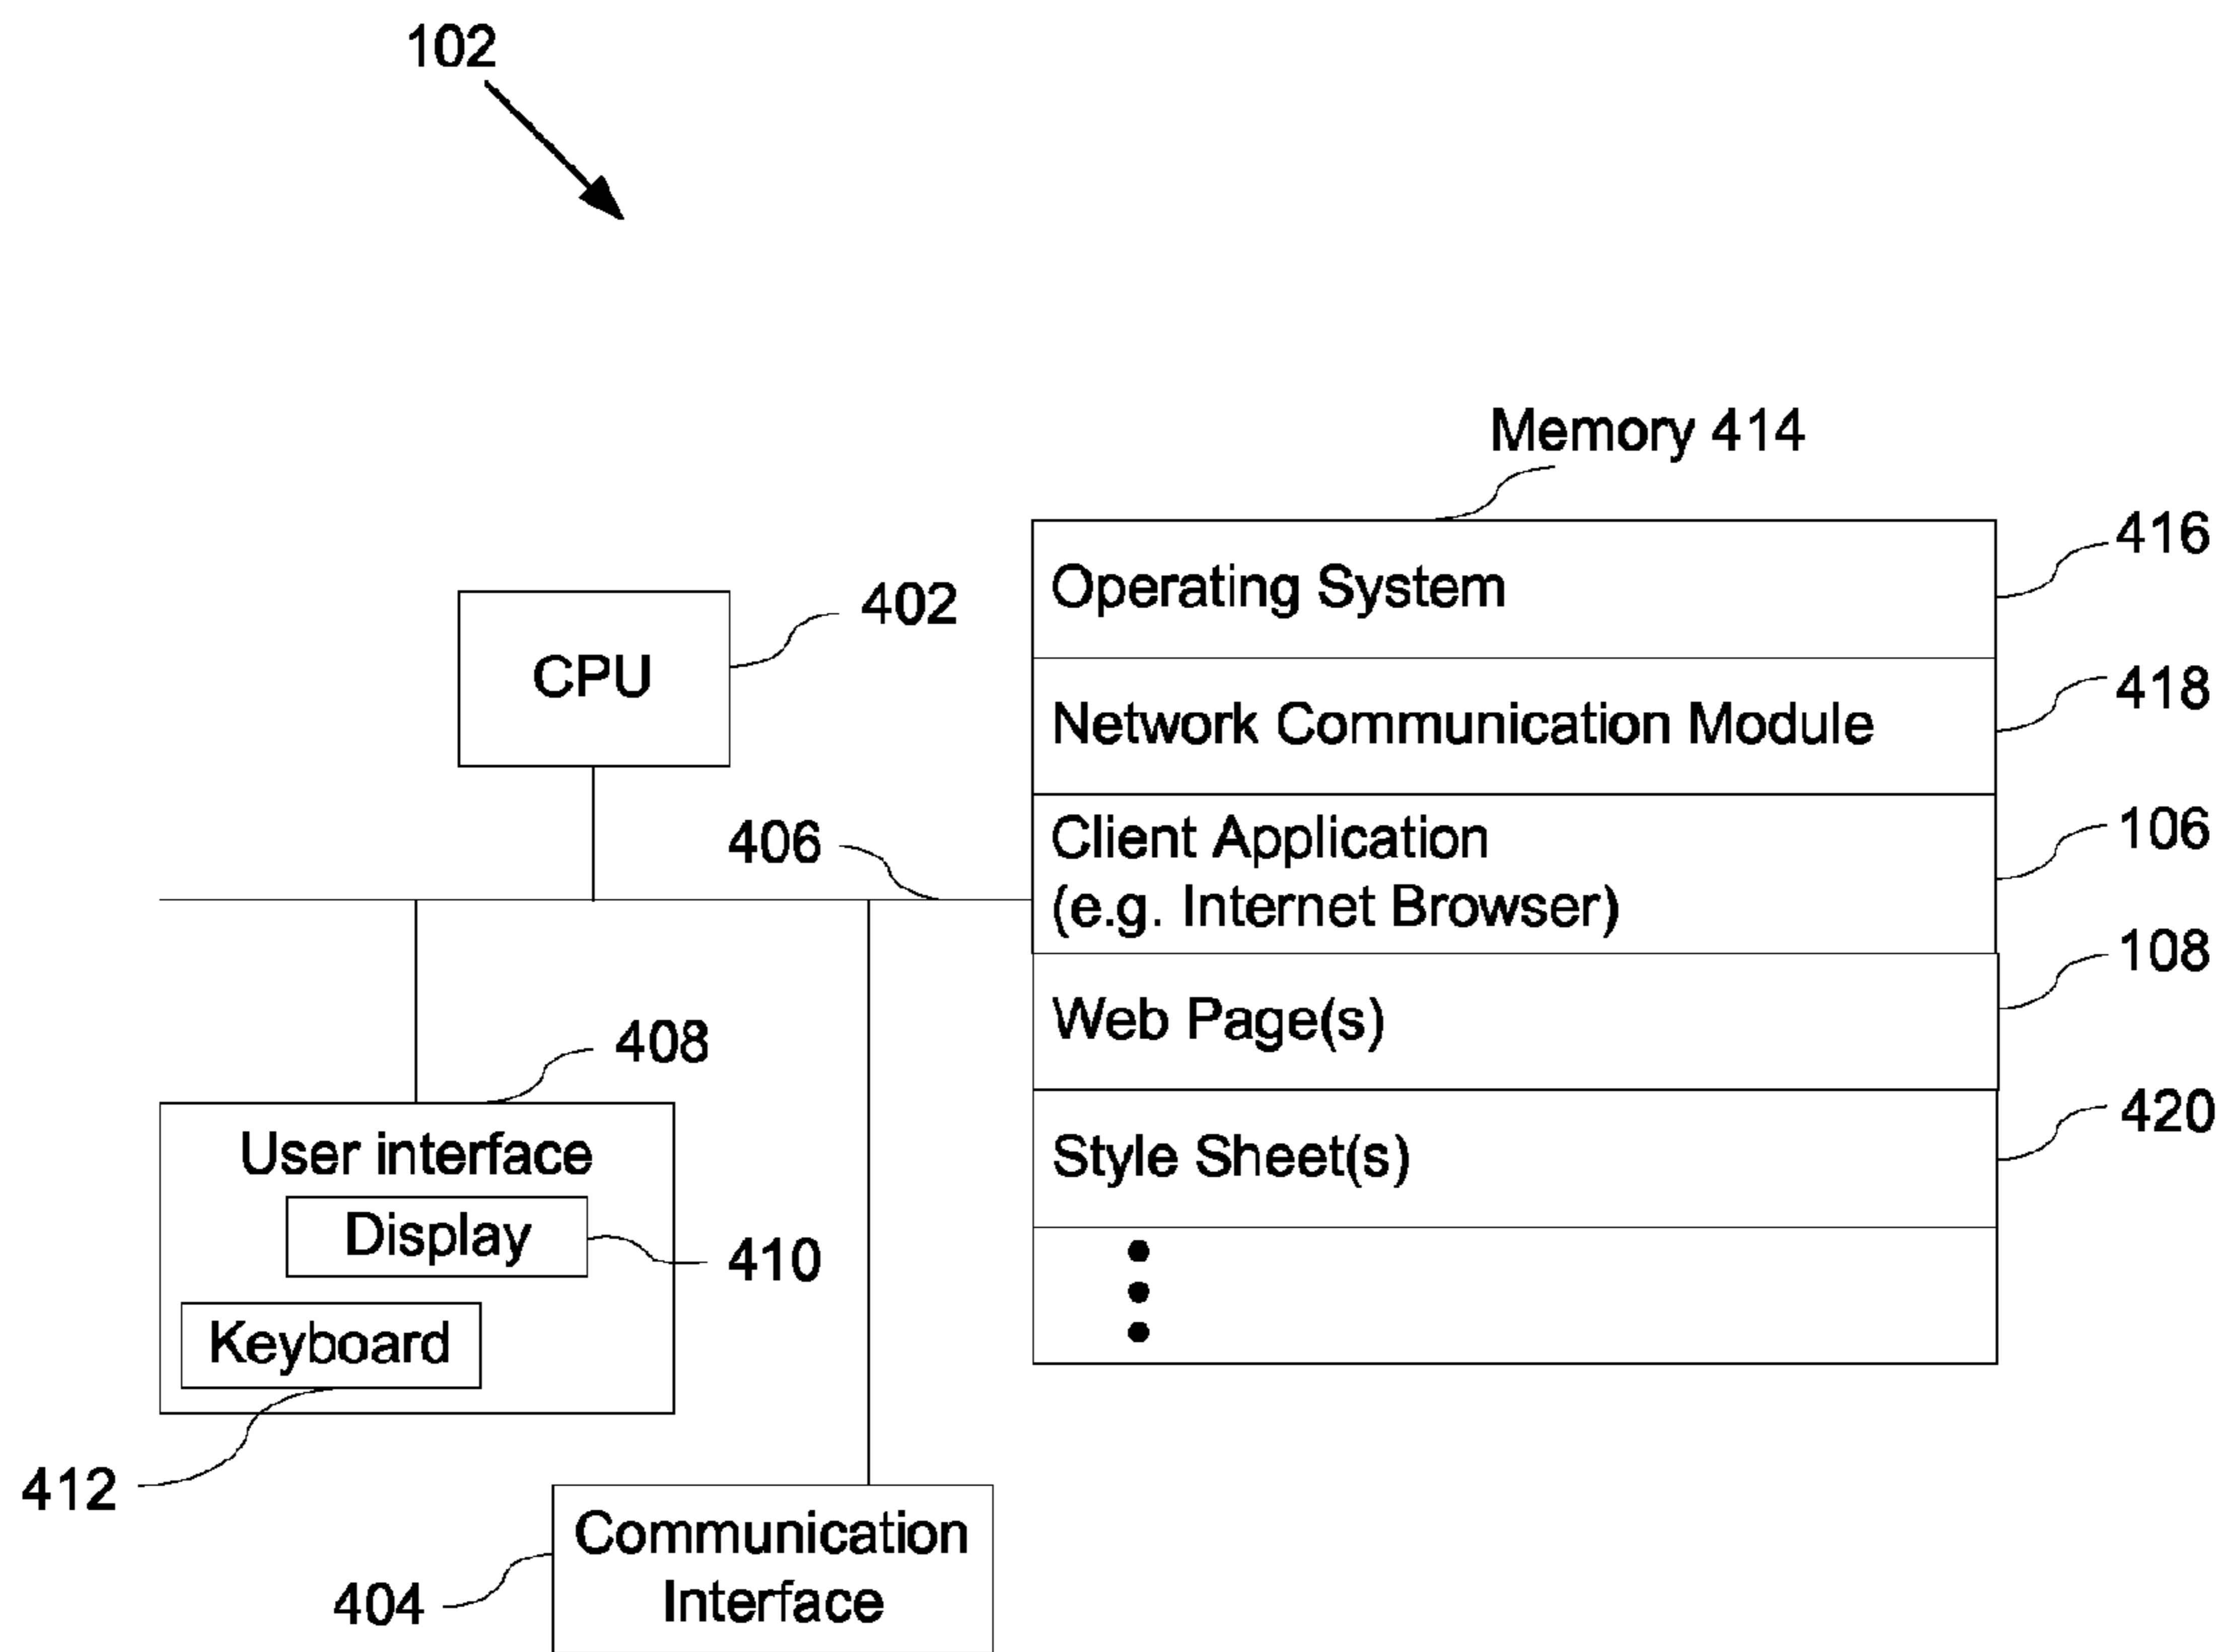 102
Memory 414
Operating System
416
402
CPU
Network Communication Module
418
406
Client Application
(e.g. Internet Browser)
106
Web Page(s)
108
408
User interface
Display
410
Keyboard
412
Style Sheet(s)
420
Communication
Interface
404